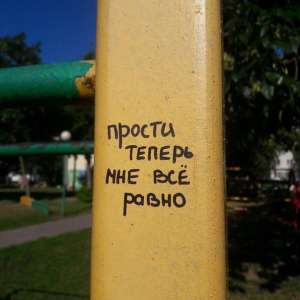 прости
теперь
мне всё
равно